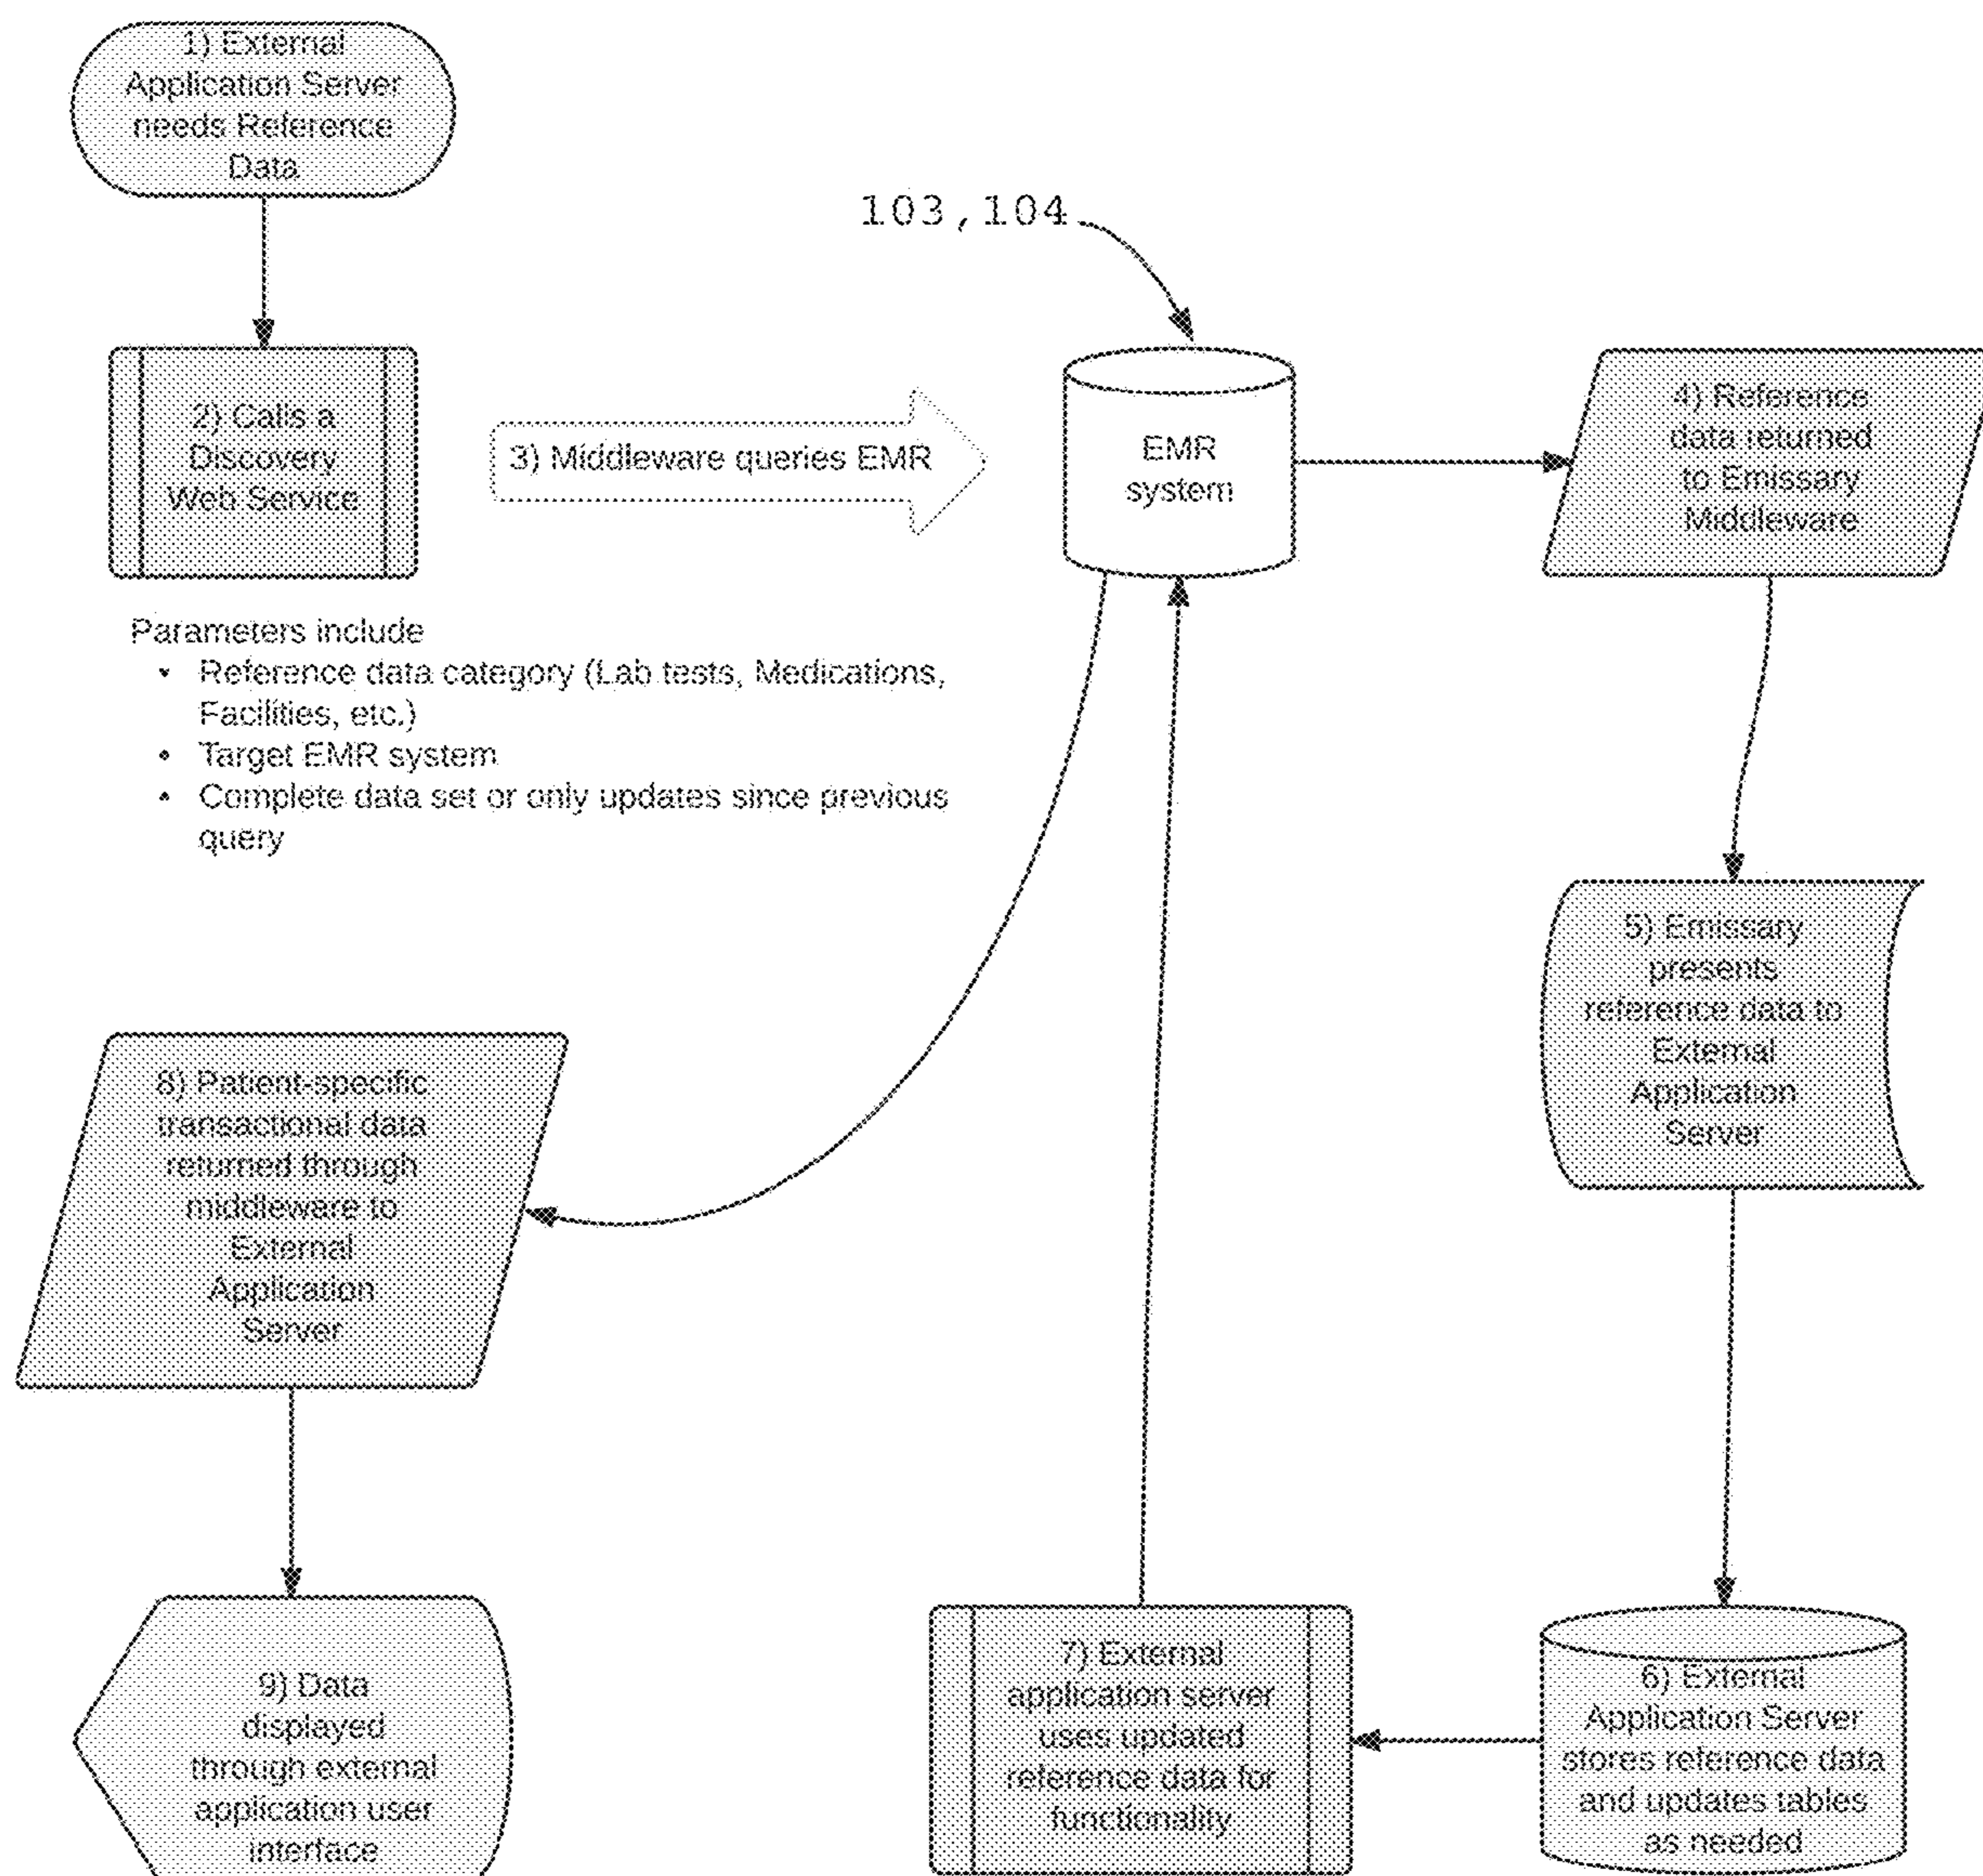 1) External
Application Server
needs Reference
Data
103,104
2) Calls a
Discovery
Web Service
3) Middleware queries EMR
EMR
system
4) Reference
data returned
to Emissary
Middleware
Parameters include
• Reference data category (Lab tests, Medications,
Facilities, etc.)
• Target EMR system
• Complete data set or only updates since previous
query
5) Emissary
presents
reference data to
External
Application
Server
8) Patient-specific
transactional data
returned through
middleware to
External
Application
Server
7) External
application server
uses updated
reference data for
functionality
6) External
Application Server
stores reference data
and updates tables
as needed
9) Data
displayed
through external
application user
interface